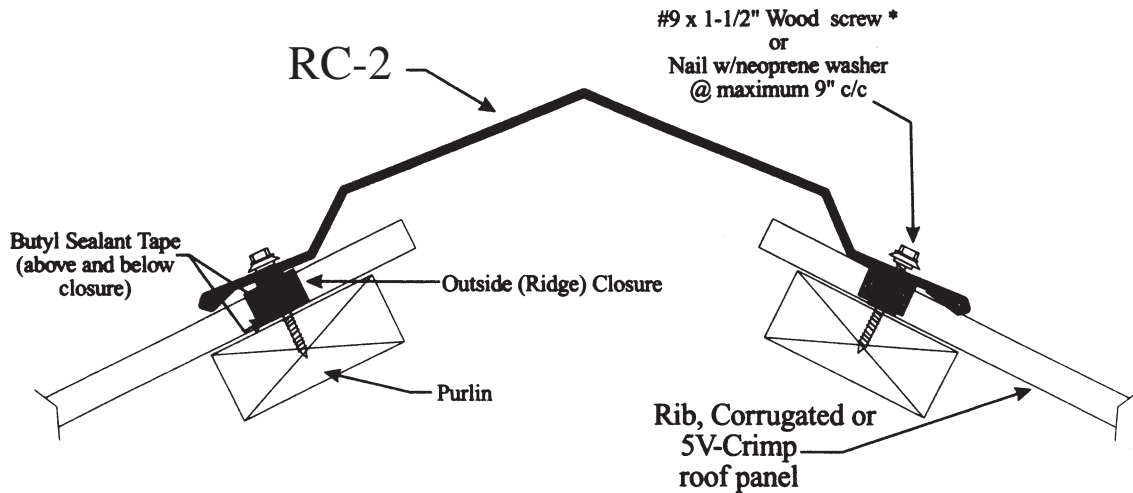 #9 x 1-1/2" Wood screw *
or
Nail w/neoprene washer
@ maximum 9" c/c
RC-2
Butyl Sealant Tape
(above and below
closure)
Outside (Ridge) Closure
Purlin
Rib, Corrugated or
5V-Crimp
roof panel